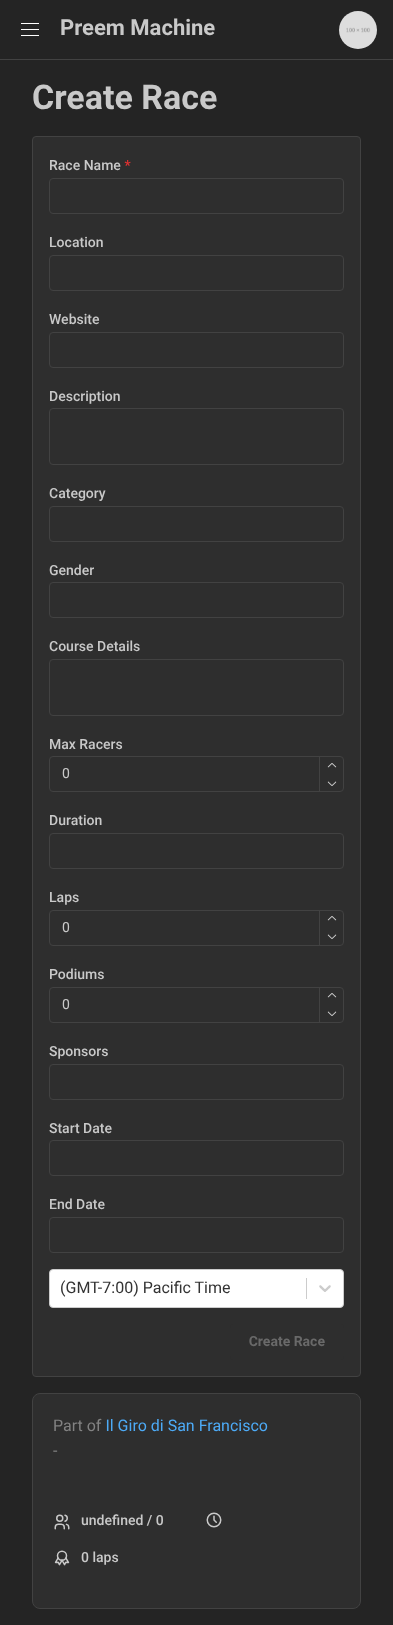 Preem Machine
100 × 100
Create Race
Race Name *
Location
Website
Description
Category
Gender
Course Details
Max Racers
0
Duration
Laps
0
Podiums
0
Sponsors
Start Date
End Date
(GMT-7:00) Pacific Time
Create Race
Part of Il Giro di San Francisco
-
undefined / 0
0 laps